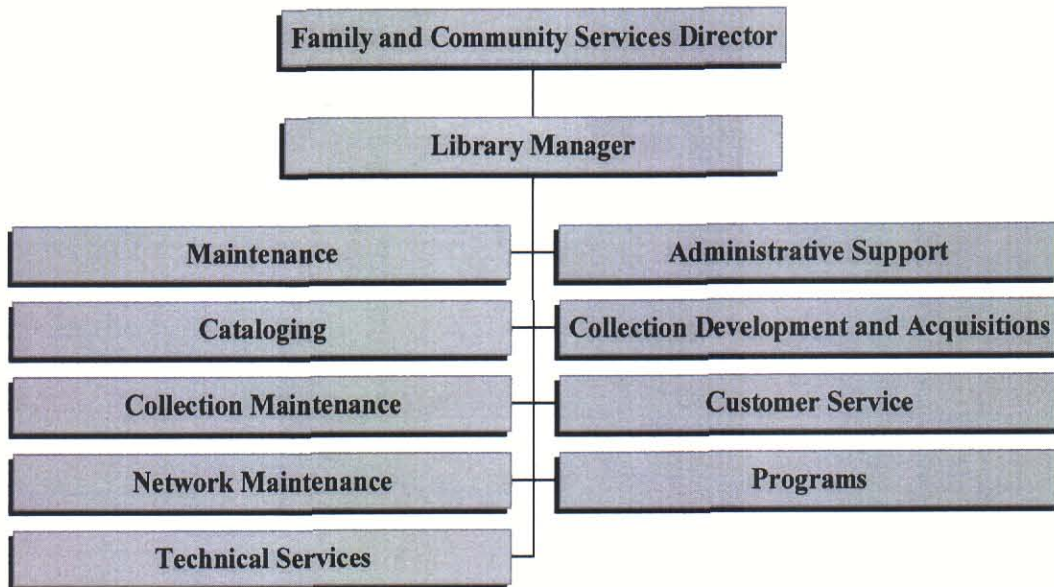 Family and Community Services Director
Library Manager
Maintenance
Administrative Support
Cataloging
Collection Development and Acquisitions
Collection Maintenance
Customer Service
Network Maintenance
Programs
Technical Services